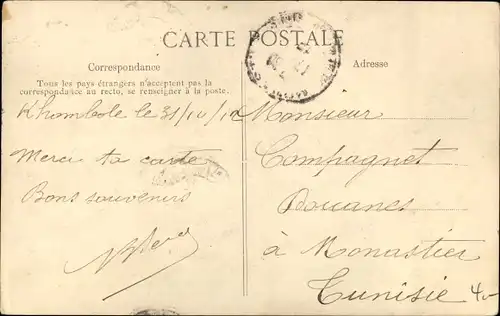 CARTE POSTALE
Correspondance
Tous les pays étrangers n'acceptent pas la
correspondance au recto, se renseigner à la poste.
Khombole le 31/10/10
Merci ta carte
Bons souvenirs
Adresse
Monsieur
Compagnet
Douanes
à Monastier
Tunisie